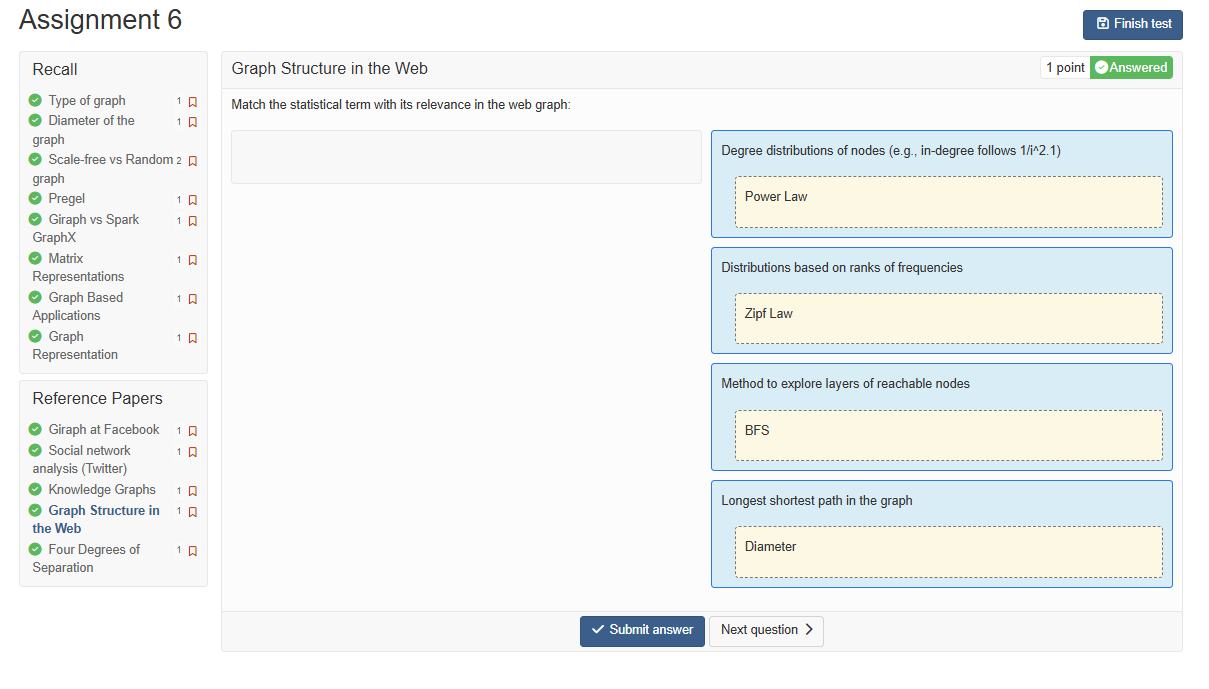 Assignment 6
Finish test
Recall
Type of graph 1
Diameter of the 1
graph
Scale-free vs Random 2
graph
Pregel 1
Giraph vs Spark 1
GraphX
Matrix 1
Representations
Graph Based 1
Applications
Graph 1
Representation
Reference Papers
Giraph at Facebook 1
Social network 1
analysis (Twitter)
Knowledge Graphs 1
Graph Structure in 1
the Web
Four Degrees of 1
Separation
Graph Structure in the Web
1 point Answered
Match the statistical term with its relevance in the web graph:
Degree distributions of nodes (e.g., in-degree follows 1/i^2.1)
Power Law
Distributions based on ranks of frequencies
Zipf Law
Method to explore layers of reachable nodes
BFS
Longest shortest path in the graph
Diameter
Submit answer
Next question